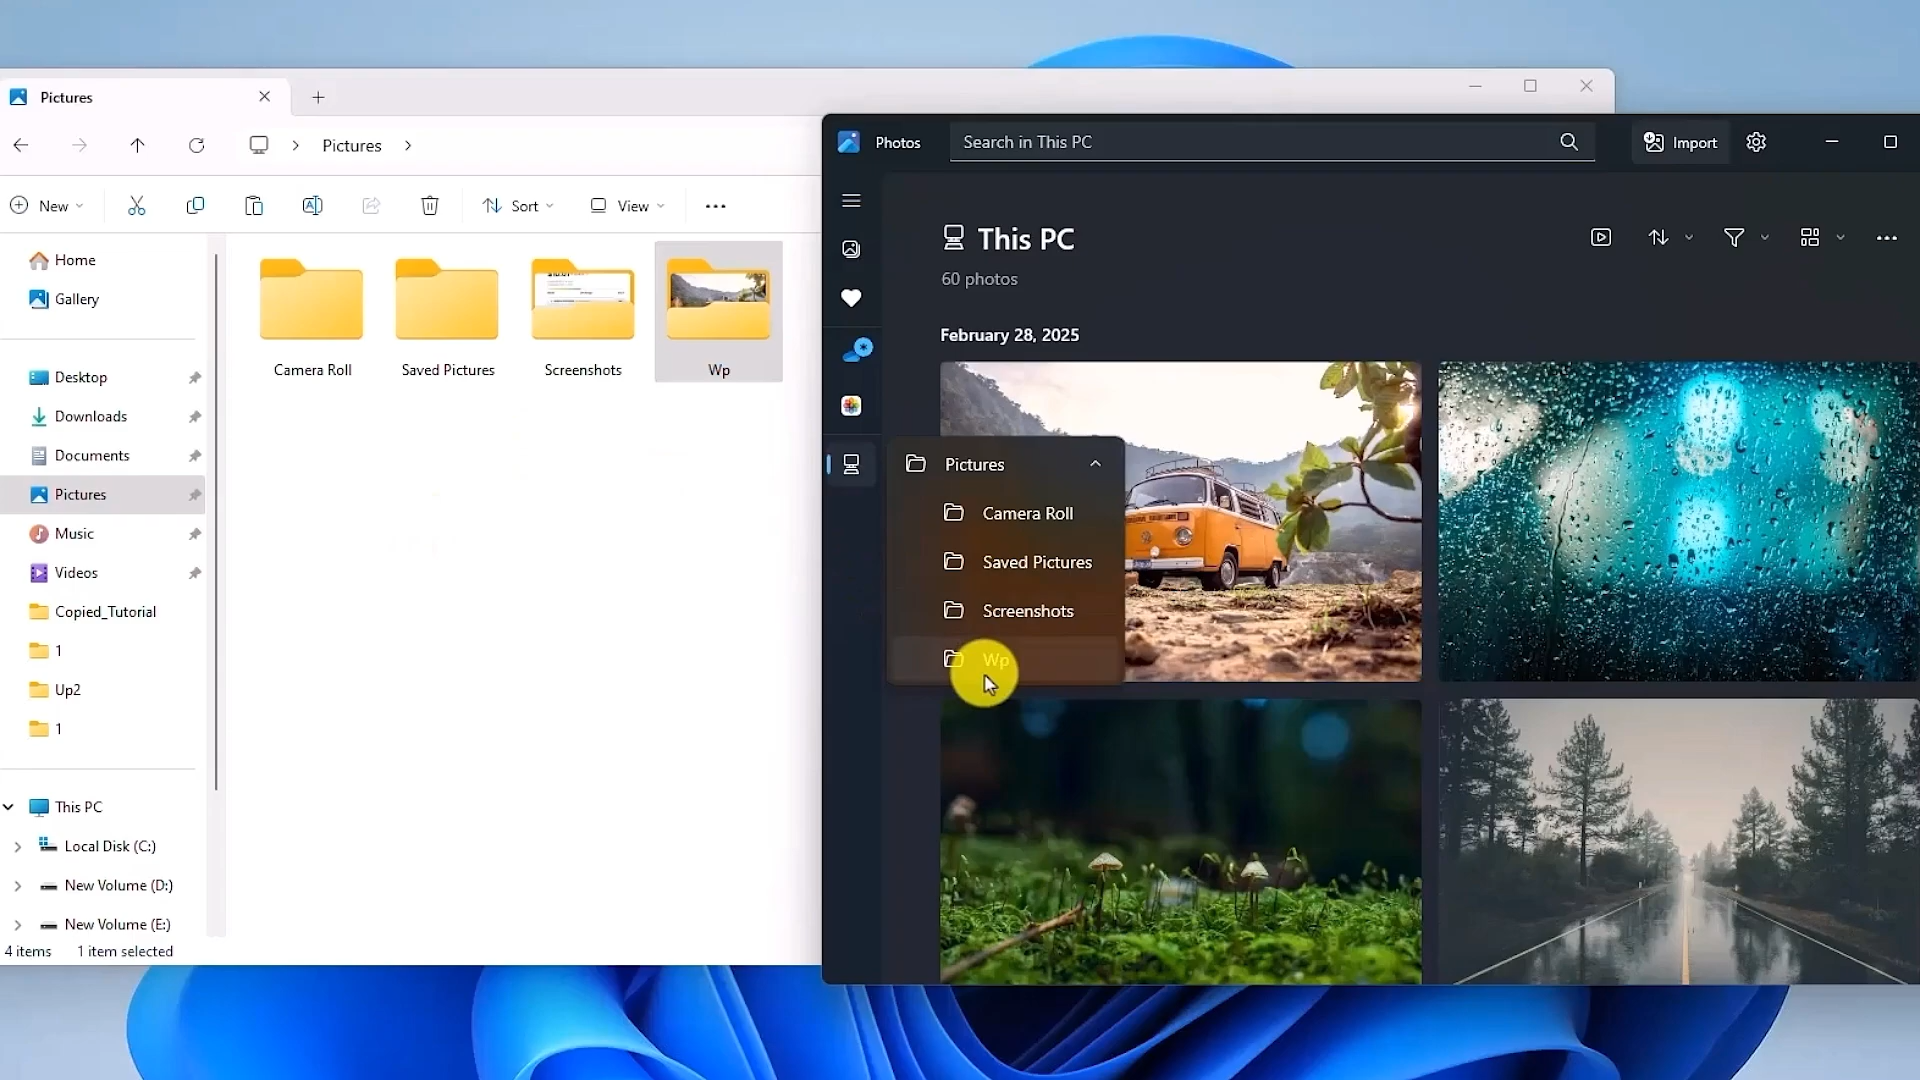 Pictures
Pictures
New
Sort
View
Home
Gallery
Desktop
Downloads
Documents
Pictures
Music
Videos
Copied_Tutorial
1
Up2
1
This PC
Local Disk (C:)
New Volume (D:)
New Volume (E:)
4 items
1 item selected
Camera Roll
Saved Pictures
Screenshots
Wp
Photos
Search in This PC
Import
This PC
60 photos
February 28, 2025
Pictures
Camera Roll
Saved Pictures
Screenshots
Wp